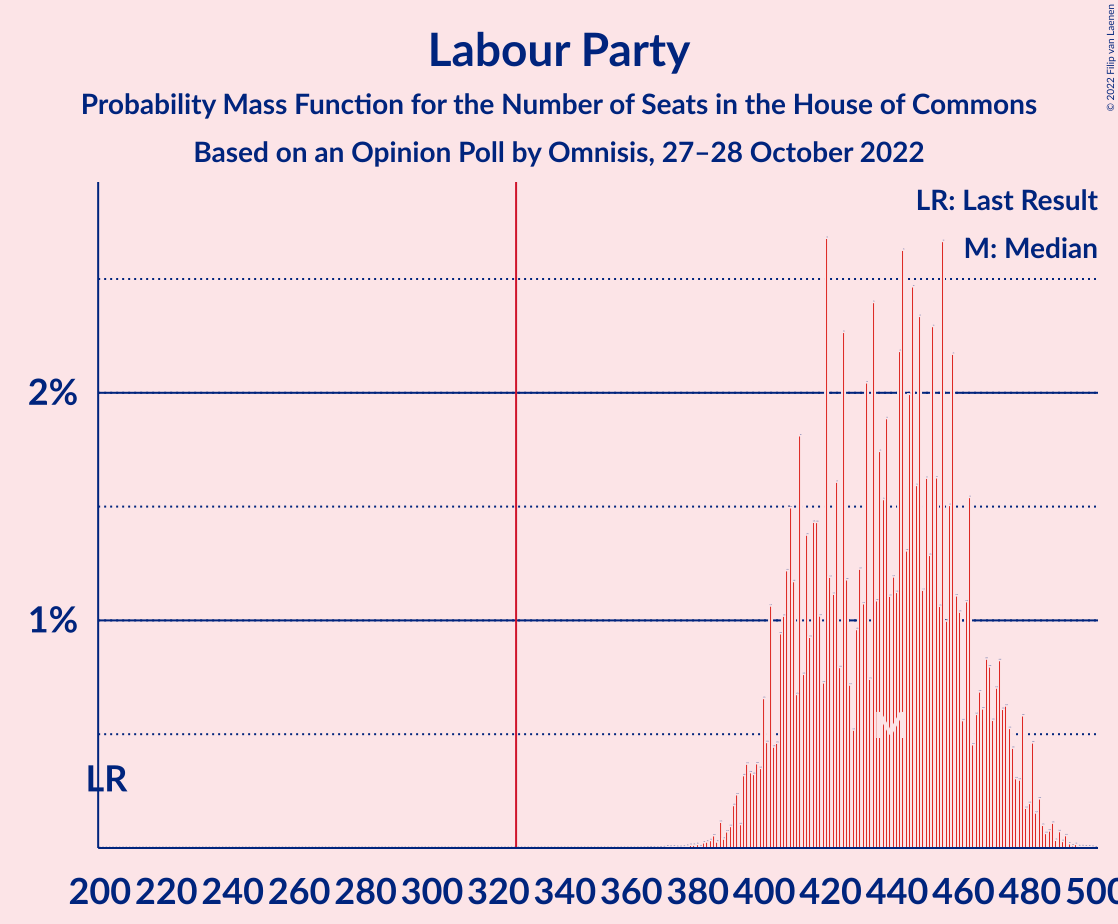 Labour Party
Probability Mass Function for the Number of Seats in the House of Commons
Based on an Opinion Poll by Omnisis, 27–28 October 2022
© 2022 Filip van Laenen
LR: Last Result
M: Median
2%
1%
M
LR
200 220 240 260 280 300 320 340 360 380 400 420 440 460 480 500